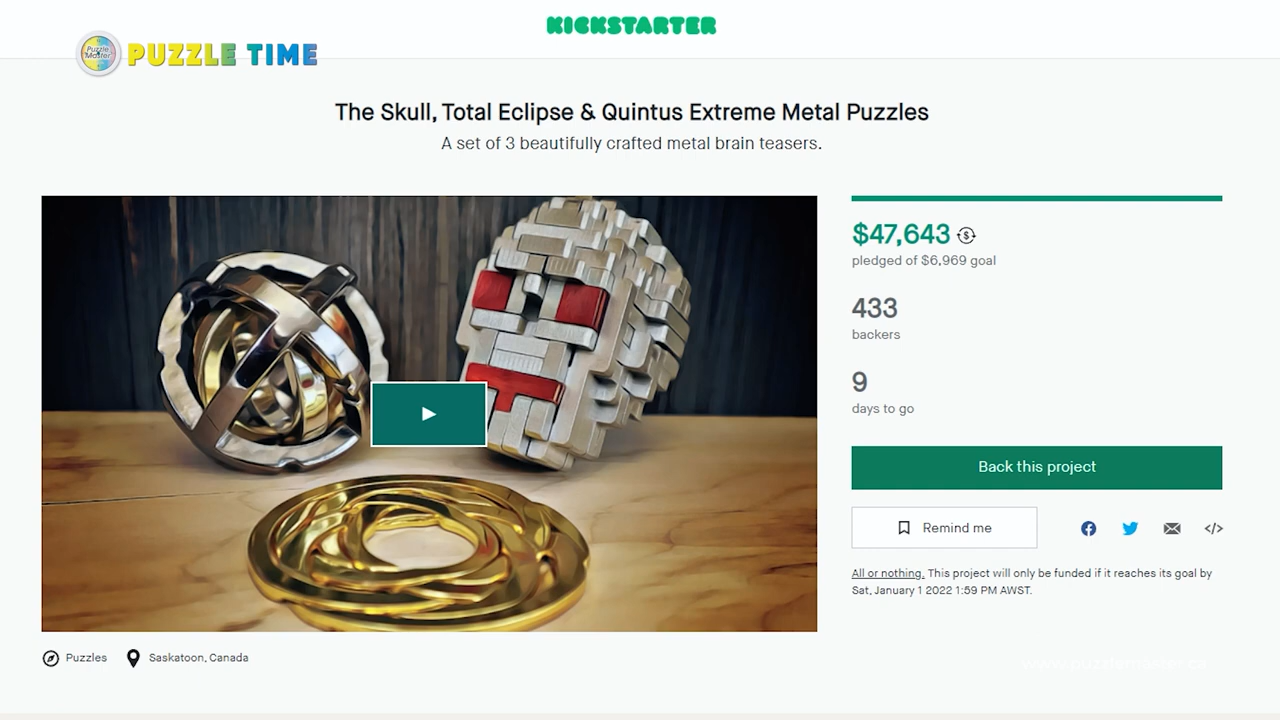 KICKSTARTER
Puzzle Master
PUZZLE TIME
The Skull, Total Eclipse & Quintus Extreme Metal Puzzles
A set of 3 beautifully crafted metal brain teasers.
$47,643
pledged of $6,969 goal
433
backers
9
days to go
Back this project
Remind me
All or nothing. This project will only be funded if it reaches its goal by
Sat, January 1 2022 1:59 PM AWST.
Puzzles Saskatoon, Canada